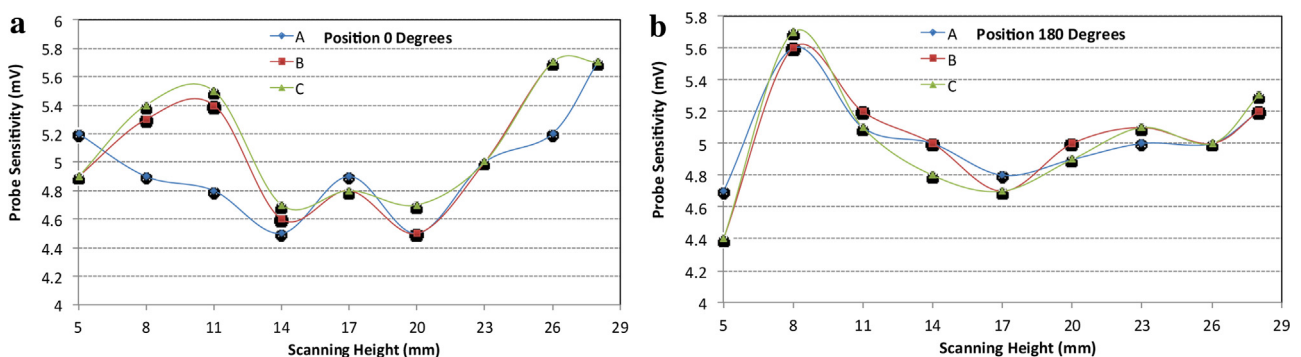 a
6
5.8
5.6
5.4
5.2
5
4.8
4.6
4.4
4.2
4
Probe Sensitivity (mV)
A
B
C
Position 0 Degrees
5 8 11 14 17 20 23 26 29
Scanning Height (mm)
b
5.8
5.6
5.4
5.2
5
4.8
4.6
4.4
4.2
4
Probe Sensitivity (mV)
A
B
C
Position 180 Degrees
5 8 11 14 17 20 23 26 29
Scanning Height (mm)